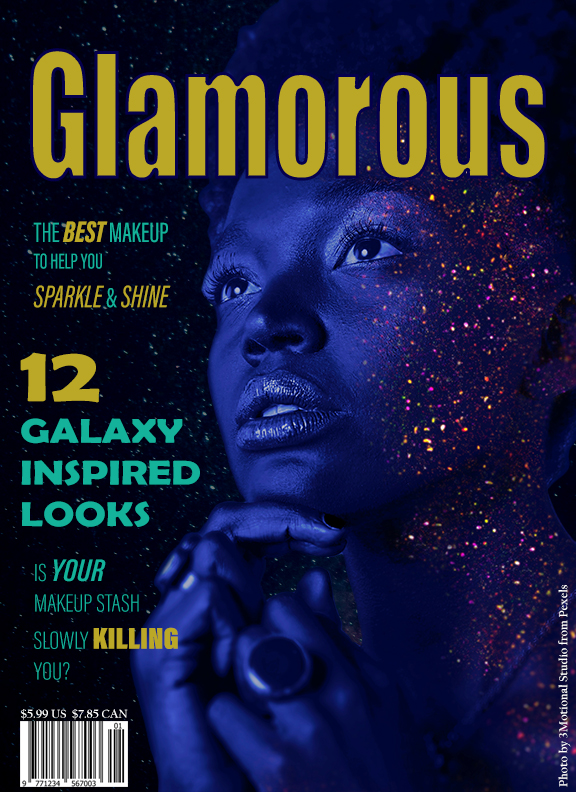 Glamorous
THE BEST MAKEUP
TO HELP YOU
SPARKLE & SHINE
12
GALAXY
INSPIRED
LOOKS
IS YOUR
MAKEUP STASH
SLOWLY KILLING
YOU?
$5.99 US $7.85 CAN
01
9 771234 567003
Photo by 3Motional Studio from Pexels